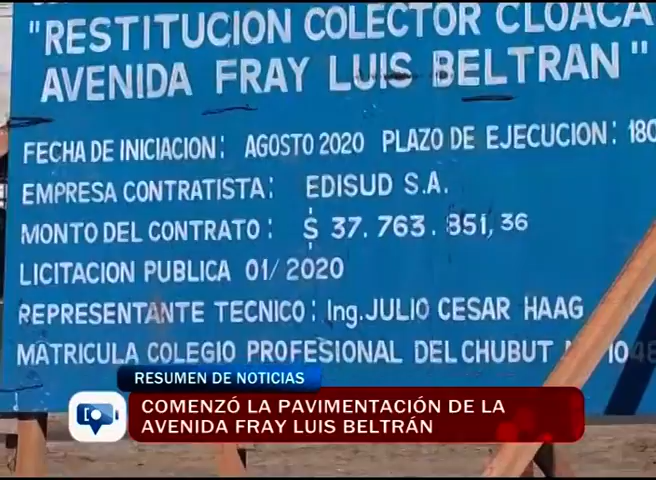 "RESTITUCION COLECTOR CLOACA
AVENIDA FRAY LUIS BELTRAN"
FECHA DE INICIACION: AGOSTO 2020 PLAZO DE EJECUCION: 180
EMPRESA CONTRATISTA: EDISUD S.A.
MONTO DEL CONTRATO: $ 37.763.851,36
LICITACION PUBLICA 01/2020
REPRESENTANTE TECNICO: Ing.JULIO CESAR HAAG
MATRICULA COLEGIO PROFESIONAL DEL CHUBUT
RESUMEN DE NOTICIAS
COMENZÓ LA PAVIMENTACIÓN DE LA
AVENIDA FRAY LUIS BELTRÁN